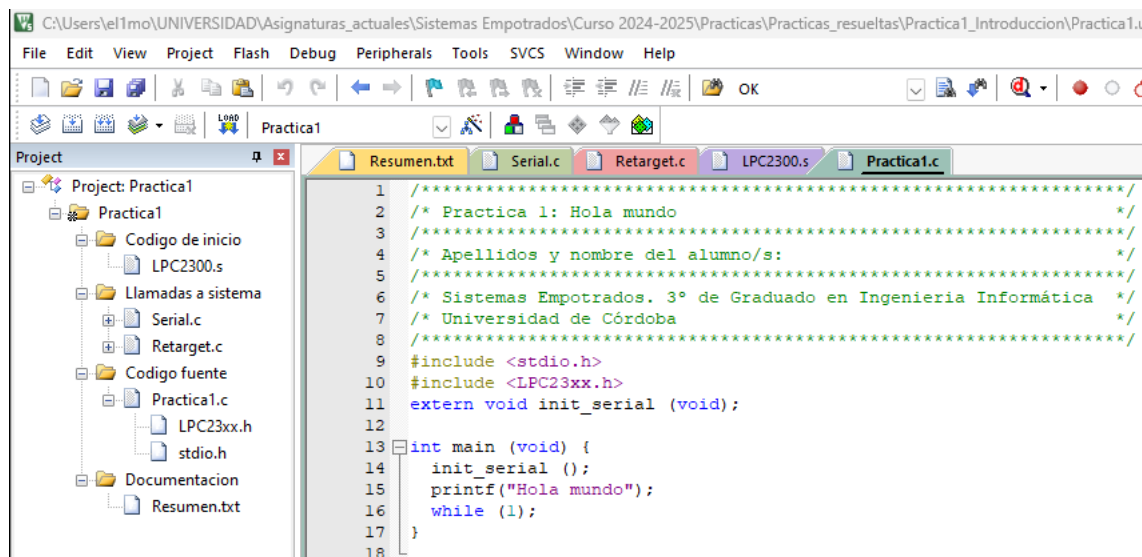 C:\Users\el1mo\UNIVERSIDAD\Asignaturas_actuales\Sistemas Empotrados\Curso 2024-2025\Practicas\Practicas_resueltas\Practica1_Introduccion\Practica1.u
File Edit View Project Flash Debug Peripherals Tools SVCS Window Help
OK
LOAD Practica1
Project
Resumen.txt Serial.c Retarget.c LPC2300.s Practica1.c
Project: Practica1
Practica1
Codigo de inicio
LPC2300.s
Llamadas a sistema
Serial.c
Retarget.c
Codigo fuente
Practica1.c
LPC23xx.h
stdio.h
Documentacion
Resumen.txt
1 /******************************************************************/
2 /* Practica 1: Hola mundo */
3 /******************************************************************/
4 /* Apellidos y nombre del alumno/s: */
5 /******************************************************************/
6 /* Sistemas Empotrados. 3º de Graduado en Ingenieria Informática */
7 /* Universidad de Córdoba */
8 /******************************************************************/
9 #include <stdio.h>
10 #include <LPC23xx.h>
11 extern void init_serial (void);
12
13 int main (void) {
14 init_serial ();
15 printf("Hola mundo");
16 while (1);
17 }
18